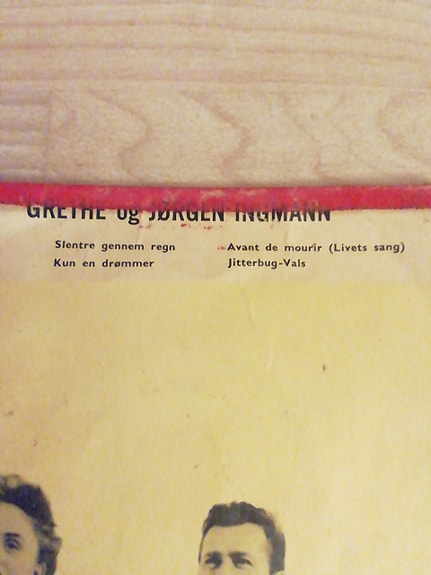 GRETHE og JØRGEN INGMANN
Slentre gennem regn
Kun en drømmer
Avant de mourir (Livets sang)
Jitterbug-Vals